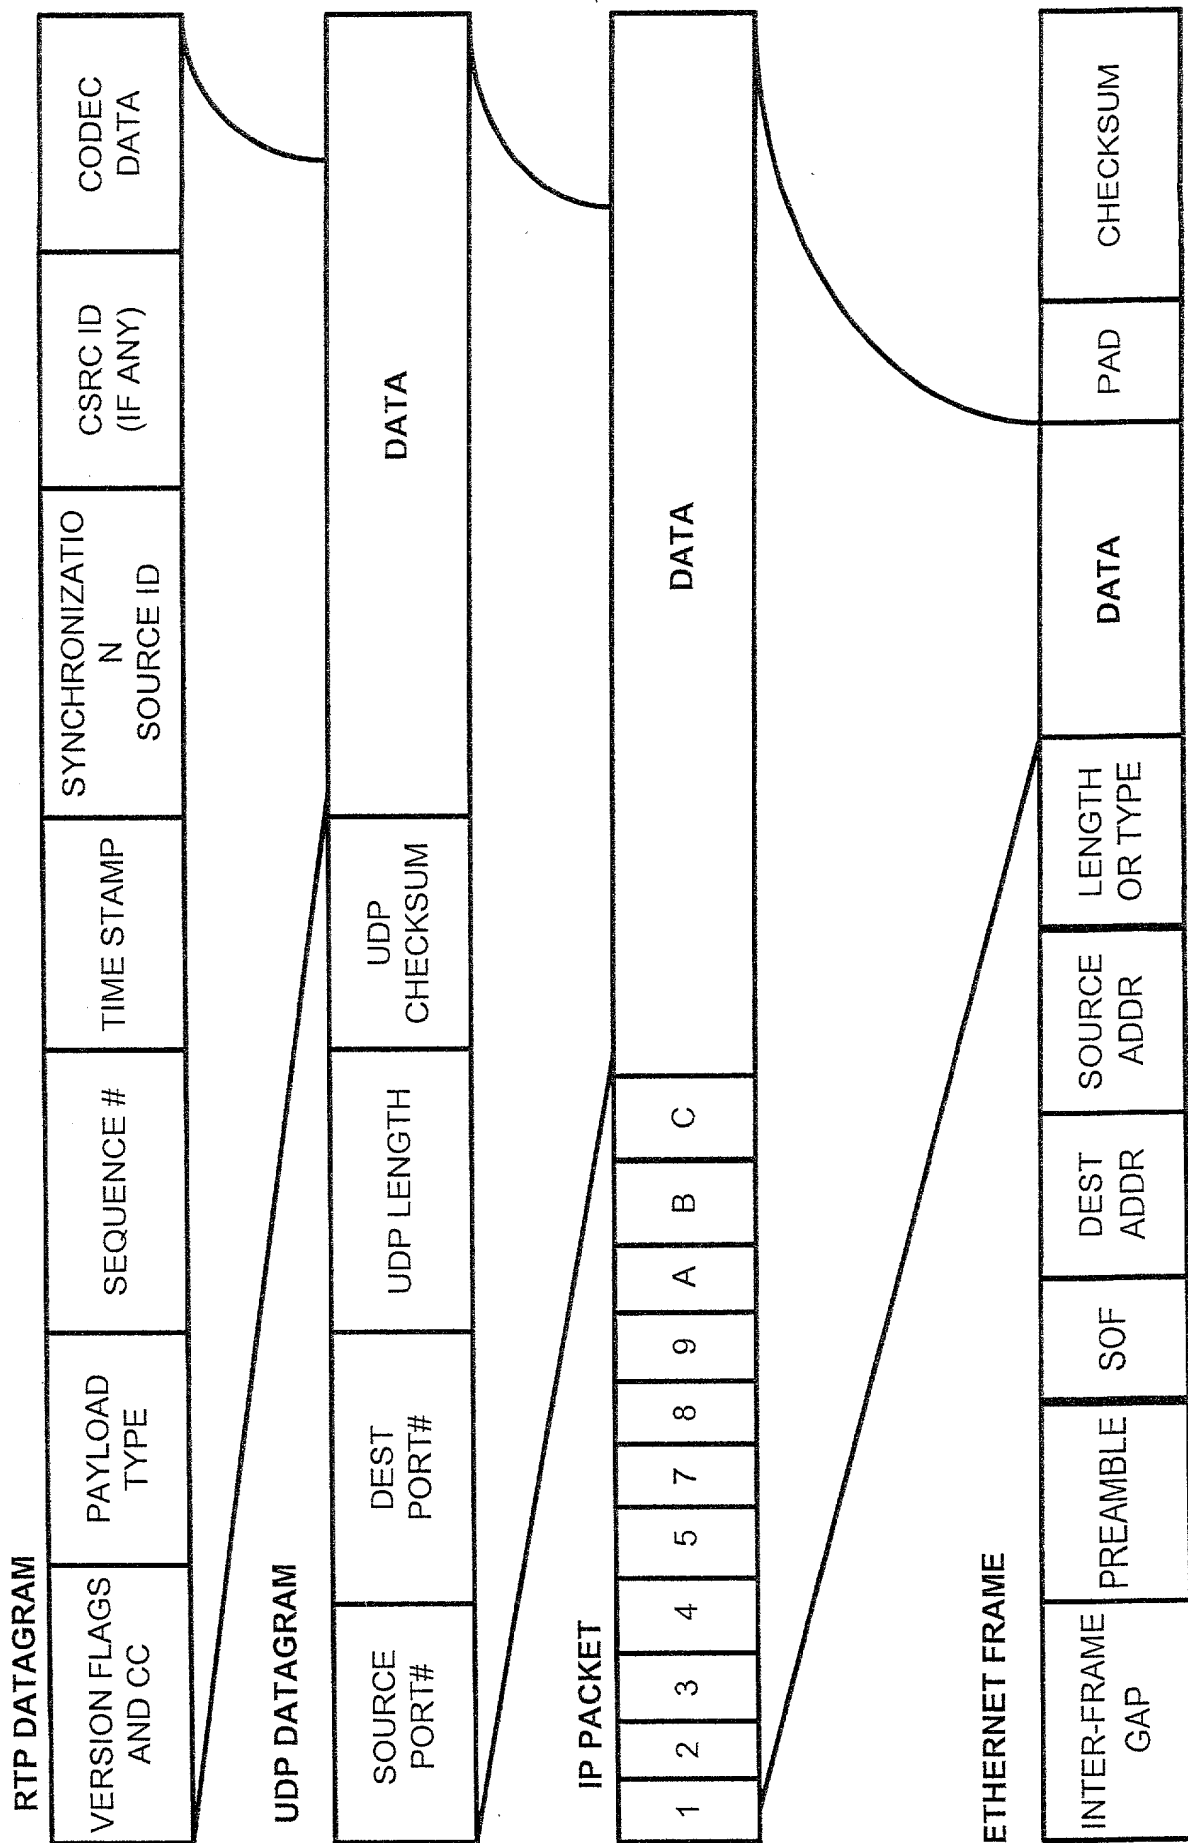 RTP DATAGRAM
VERSION FLAGS
AND CC
PAYLOAD
TYPE
SEQUENCE #
TIME STAMP
SYNCHRONIZATIO
N
SOURCE ID
CSRC ID
(IF ANY)
CODEC
DATA
UDP DATAGRAM
SOURCE
PORT#
DEST
PORT#
UDP LENGTH
UDP
CHECKSUM
DATA
IP PACKET
1
2
3
4
5
7
8
9
A
B
C
DATA
ETHERNET FRAME
INTER-FRAME
GAP
PREAMBLE
SOF
DEST
ADDR
SOURCE
ADDR
LENGTH
OR TYPE
DATA
PAD
CHECKSUM